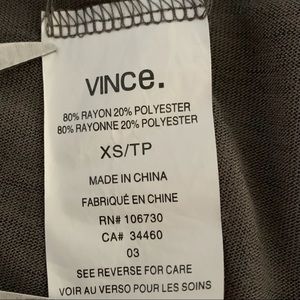 VINCE.
80% RAYON 20% POLYESTER
80% RAYONNE 20% POLYESTER
XS/TP
MADE IN CHINA
FABRIQUÉ EN CHINE
RN# 106730
CA# 34460
03
SEE REVERSE FOR CARE
VOIR AU VERSO POUR LES SOINS